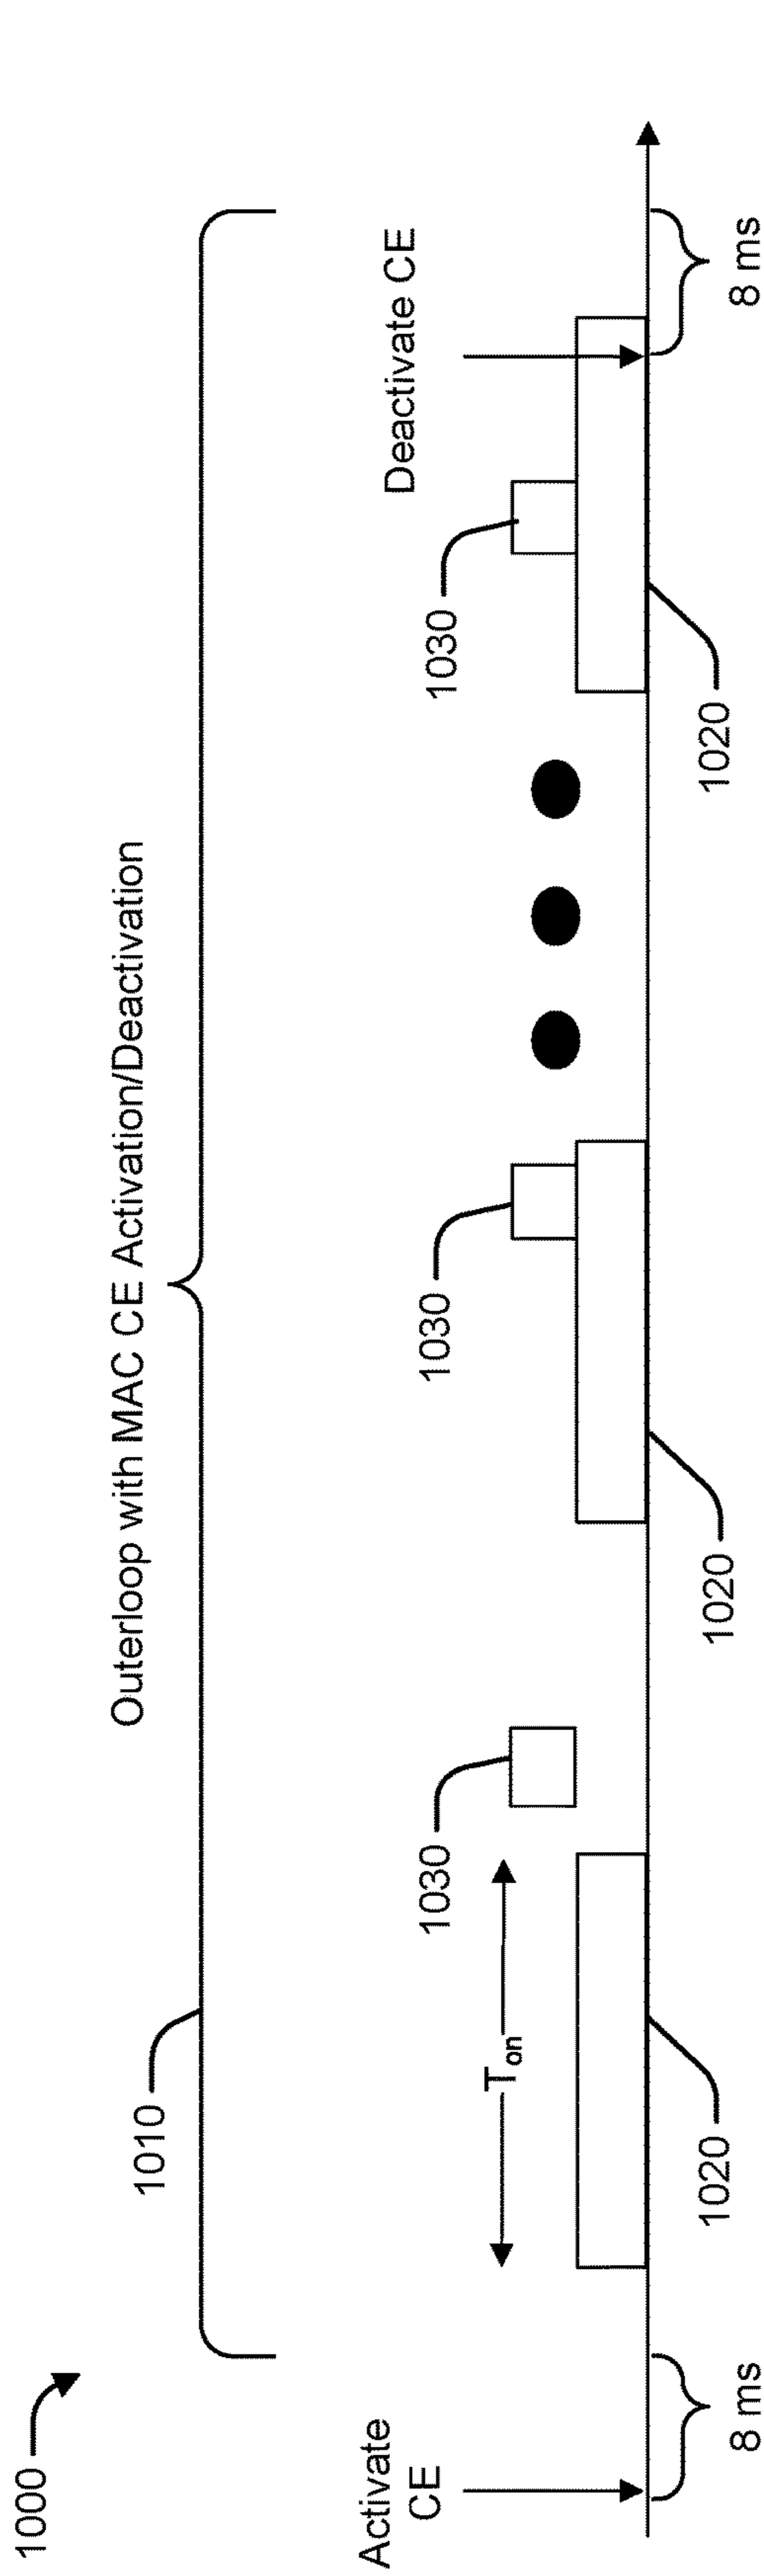 1000
Outerloop with MAC CE Activation/Deactivation
1010
Activate
CE
Deactivate CE
1030
1030
1030
Ton
1020
1020
1020
8 ms
8 ms